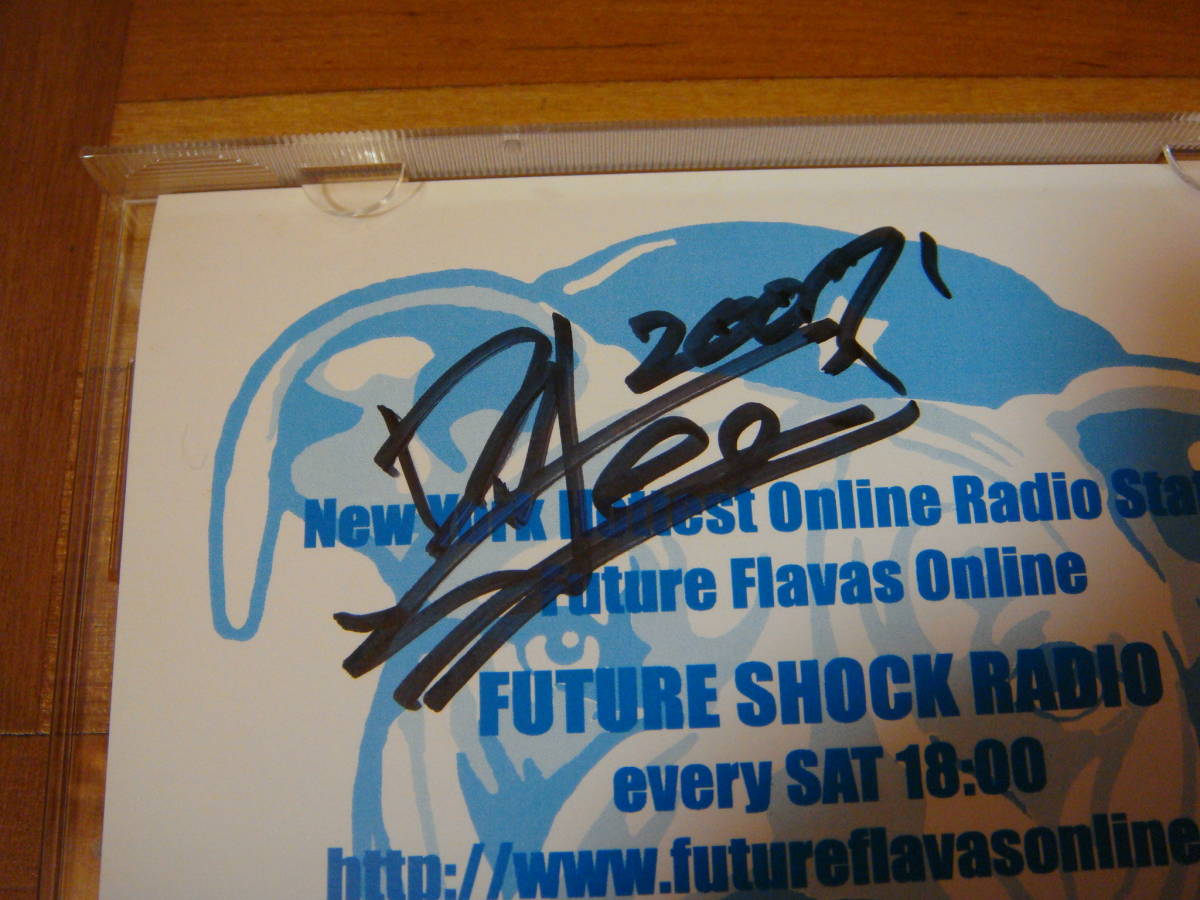 New York Hottest Online Radio Sta
Future Flavas Online
FUTURE SHOCK RADIO
every SAT 18:00
http://www.futureflavasonline